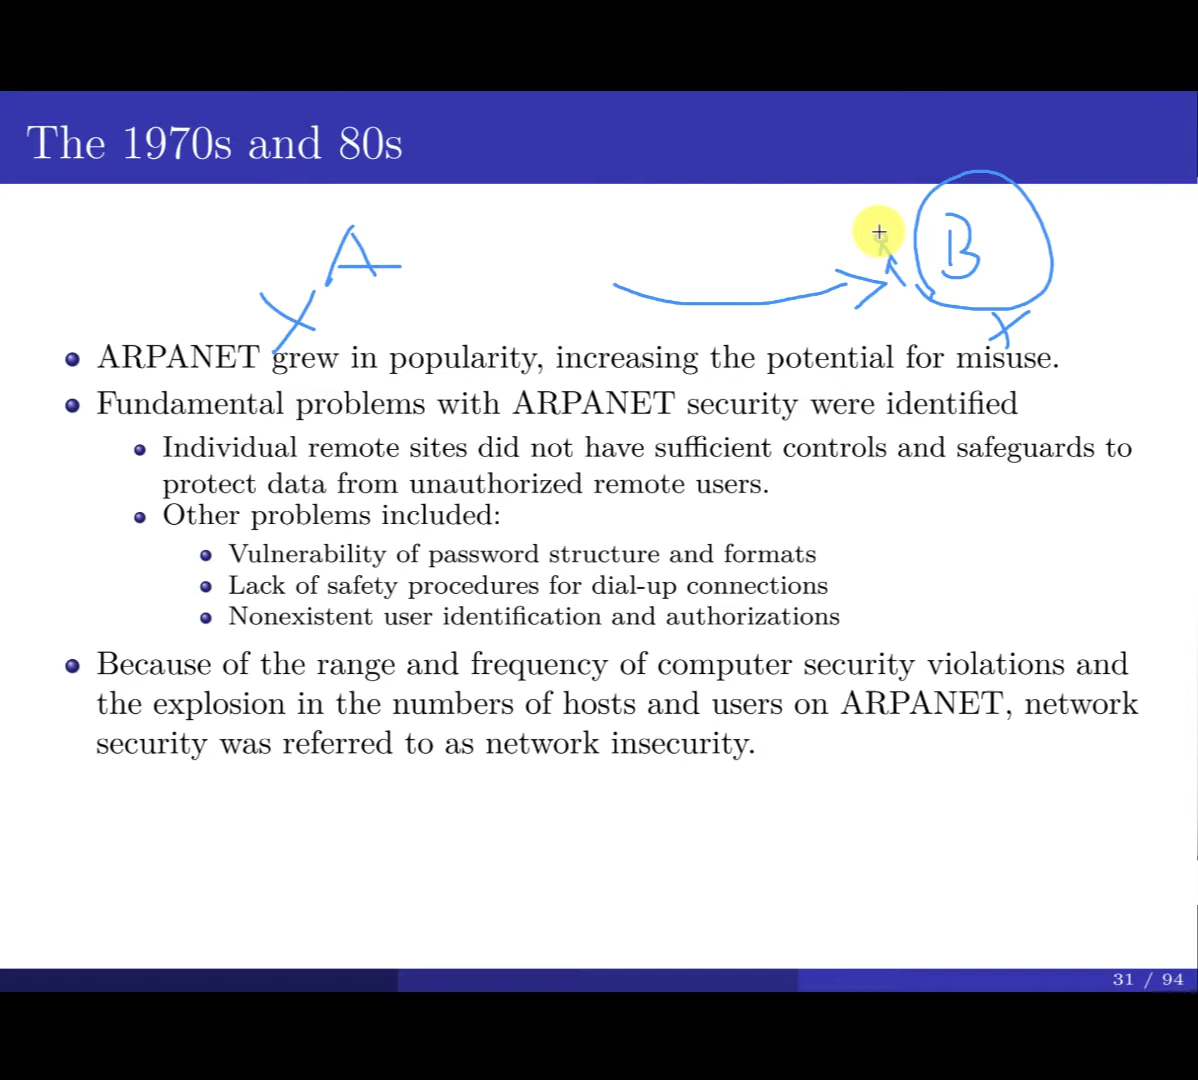 The 1970s and 80s
A
B
X
x
ARPANET grew in popularity, increasing the potential for misuse.
Fundamental problems with ARPANET security were identified
Individual remote sites did not have sufficient controls and safeguards to
protect data from unauthorized remote users.
Other problems included:
Vulnerability of password structure and formats
Lack of safety procedures for dial-up connections
Nonexistent user identification and authorizations
Because of the range and frequency of computer security violations and
the explosion in the numbers of hosts and users on ARPANET, network
security was referred to as network insecurity.
31 / 94